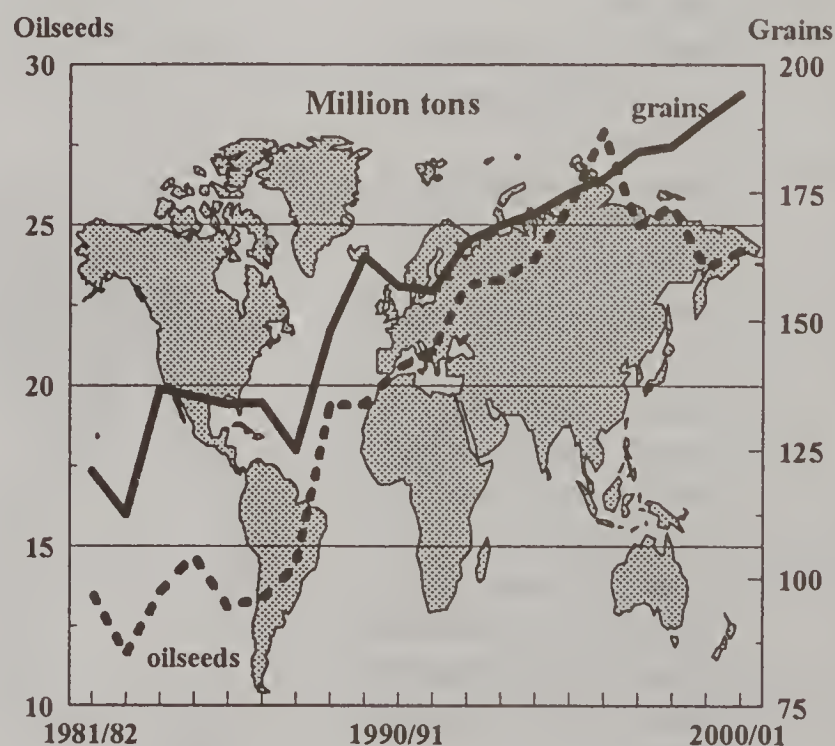 Oilseeds Grains
30 200
Million tons
grains
25 175
150
20
125
15
100
oilseeds
10 75
1981/82 1990/91 2000/01